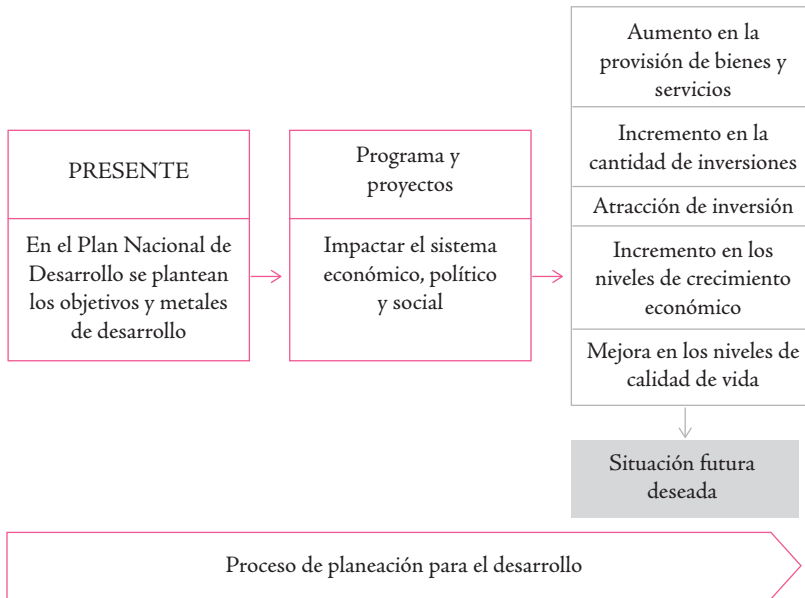 PRESENTE
En el Plan Nacional de
Desarrollo se plantean
los objetivos y metales
de desarrollo
Programa y
proyectos
Impactar el sistema
económico, político
y social
Aumento en la
provisión de bienes y
servicios
Incremento en la
cantidad de inversiones
Atracción de inversión
Incremento en los
niveles de crecimiento
económico
Mejora en los niveles de
calidad de vida
Situación futura
deseada
Proceso de planeación para el desarrollo